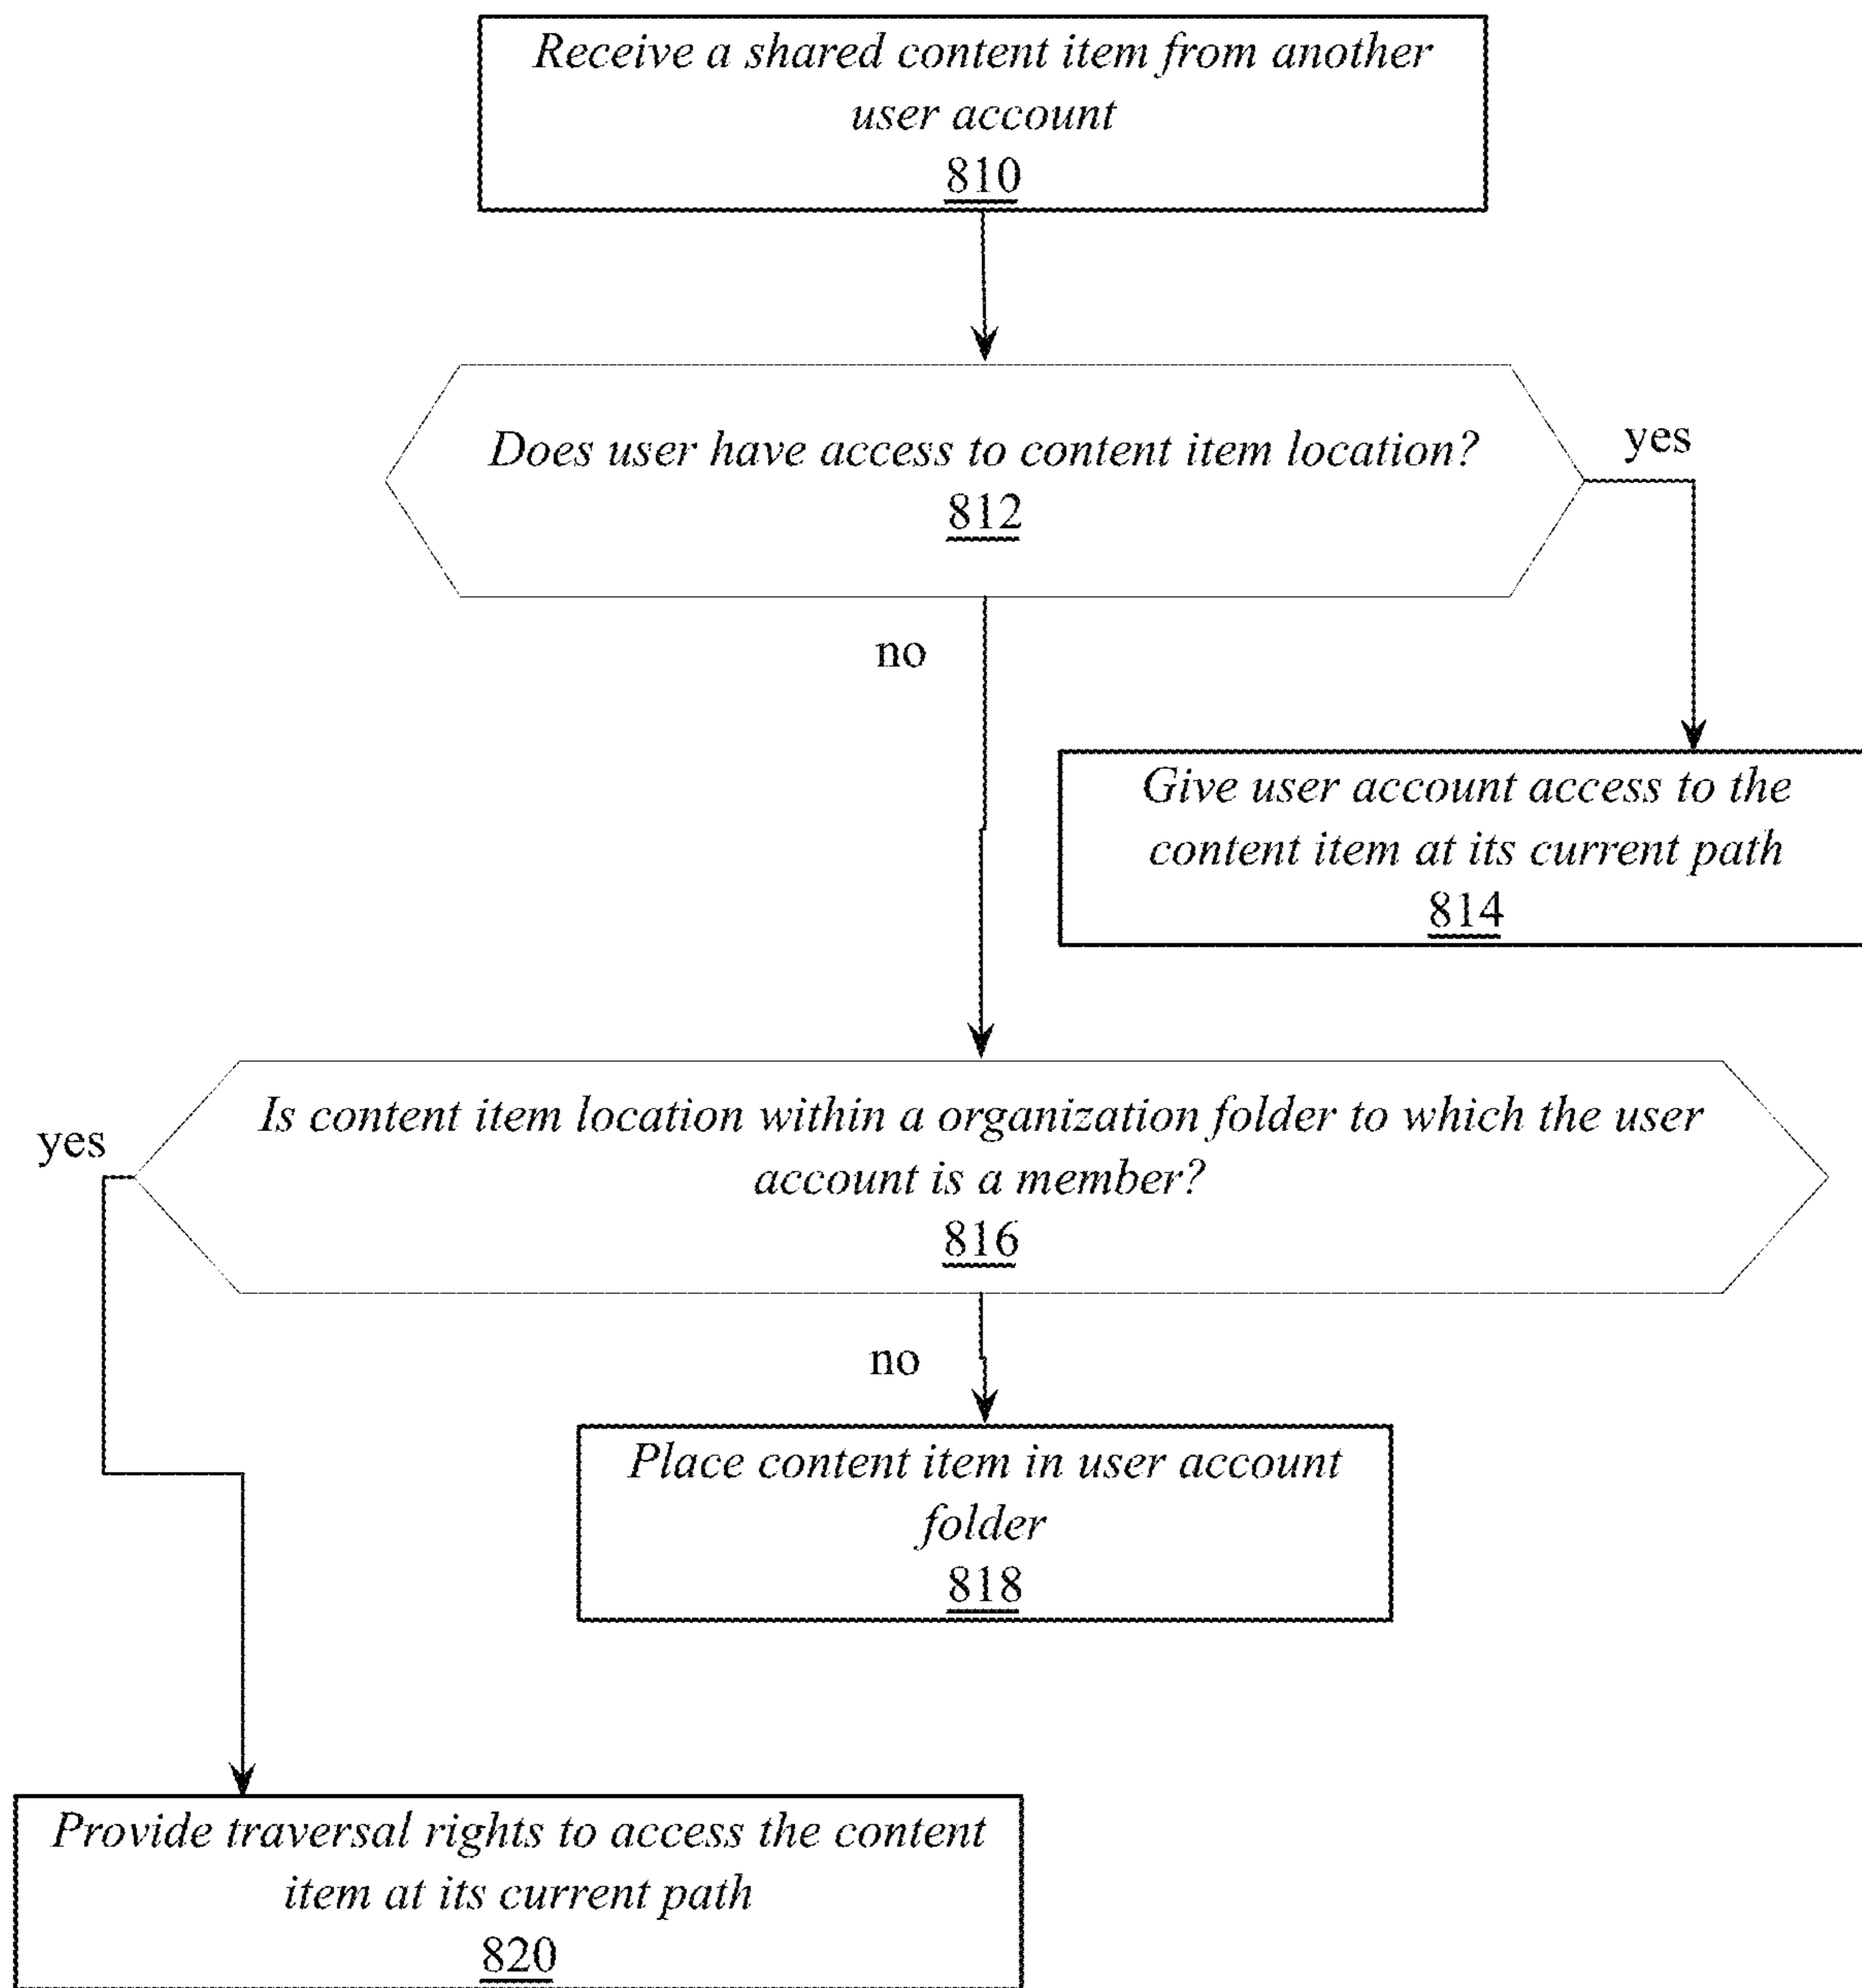 Receive a shared content item from another
user account
810
Does user have access to content item location?
812
yes
no
Give user account access to the
content item at its current path
814
yes
Is content item location within a organization folder to which the user
account is a member?
816
no
Place content item in user account
folder
818
Provide traversal rights to access the content
item at its current path
820